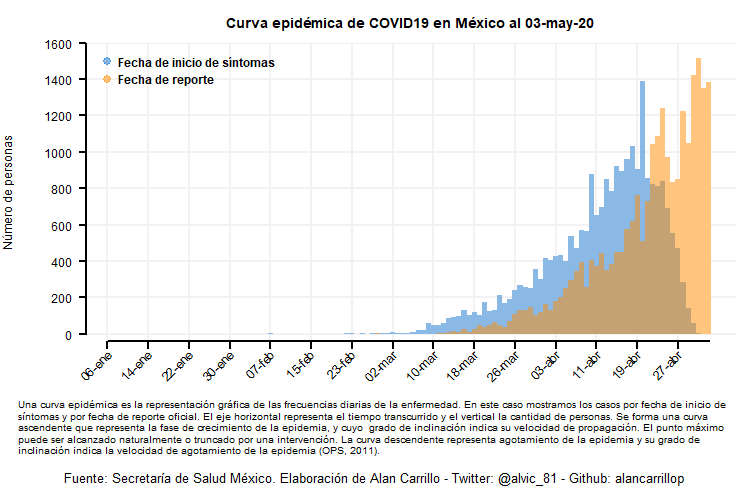 Curva epidémica de COVID19 en México al 03-may-20
1600
1400
1200
1000
800
600
400
200
0
Número de personas
Fecha de inicio de síntomas
Fecha de reporte
06-ene
14-ene
22-ene
30-ene
07-feb
15-feb
23-feb
02-mar
10-mar
18-mar
26-mar
03-abr
11-abr
19-abr
27-abr
Una curva epidémica es la representación gráfica de las frecuencias diarias de la enfermedad. En este caso mostramos los casos por fecha de inicio de
síntomas y por fecha de reporte oficial. El eje horizontal representa el tiempo transcurrido y el vertical la cantidad de personas. Se forma una curva
ascendente que representa la fase de crecimiento de la epidemia, y cuyo  grado de inclinación indica su velocidad de propagación. El punto máximo
puede ser alcanzado naturalmente o truncado por una intervención. La curva descendente representa agotamiento de la epidemia y su grado de
inclinación indica la velocidad de agotamiento de la epidemia (OPS, 2011).
Fuente: Secretaría de Salud México. Elaboración de Alan Carrillo - Twitter: @alvic_81 - Github: alancarrillop